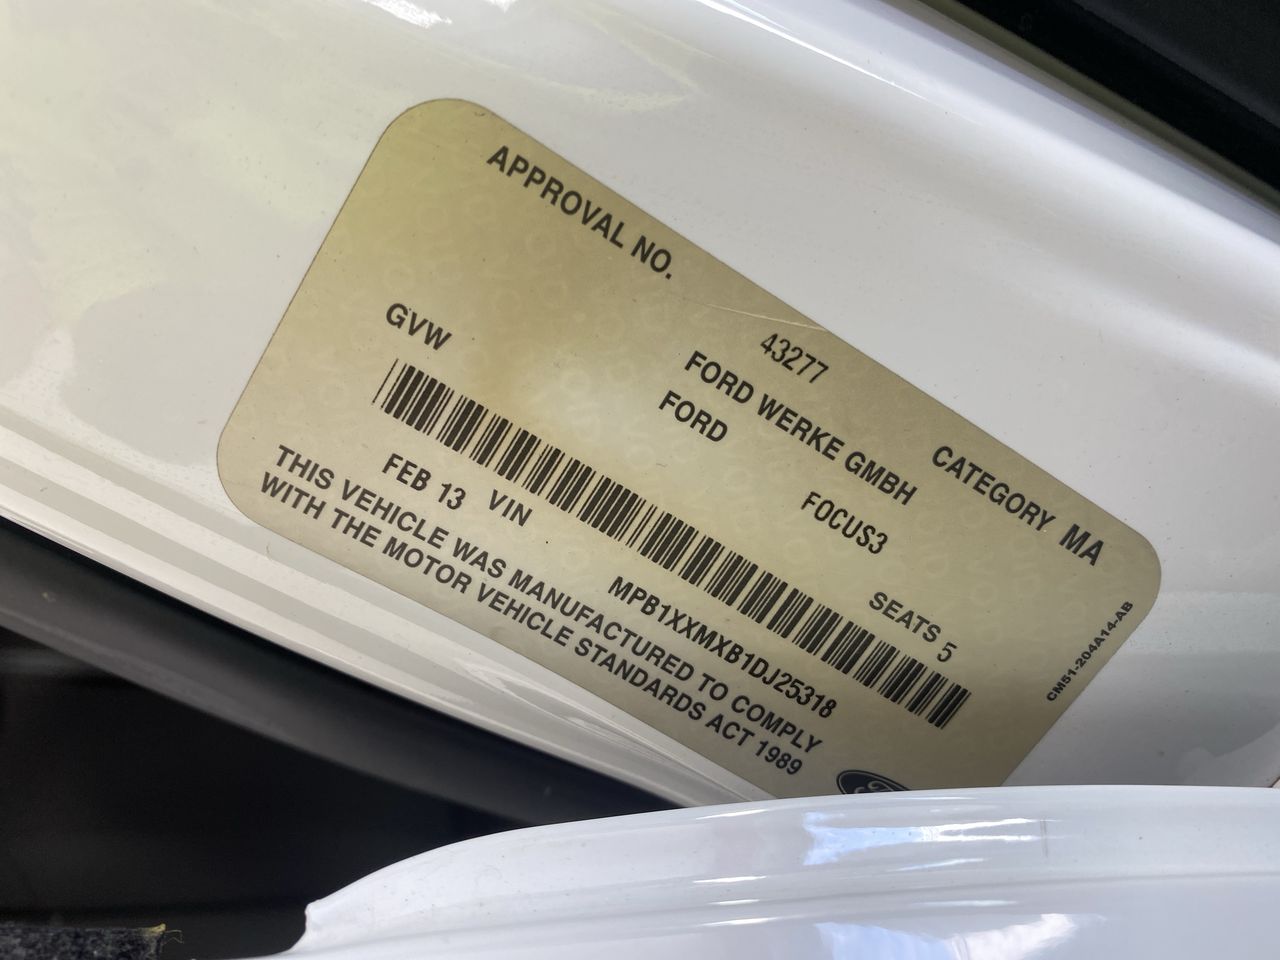 APPROVAL NO. 43277 CATEGORY MA
FORD WERKE GMBH
FORD FOCUS3
GVW SEATS 5
FEB 13 VIN MPB1XXMXB1DJ25318
THIS VEHICLE WAS MANUFACTURED TO COMPLY
WITH THE MOTOR VEHICLE STANDARDS ACT 1989
CM51-204A14-AB